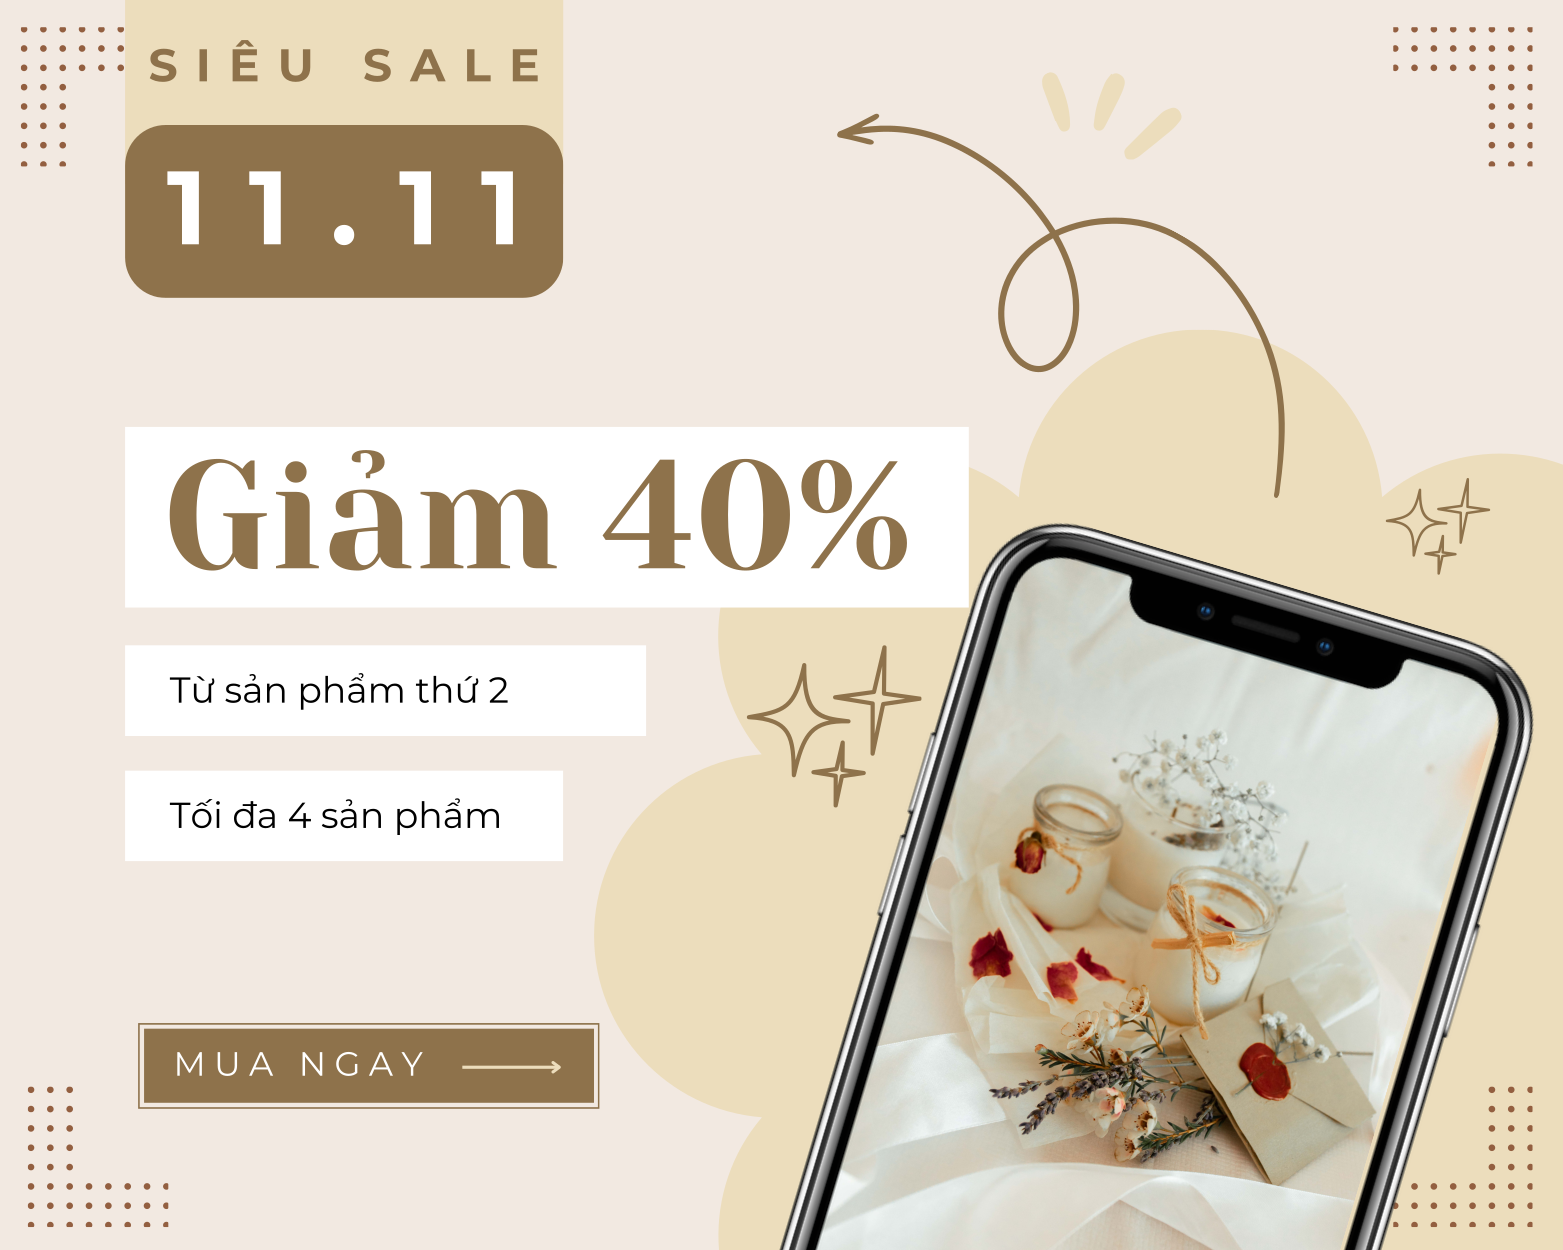 SIÊU SALE
11.11
Giảm 40%
Từ sản phẩm thứ 2
Tối đa 4 sản phẩm
MUA NGAY